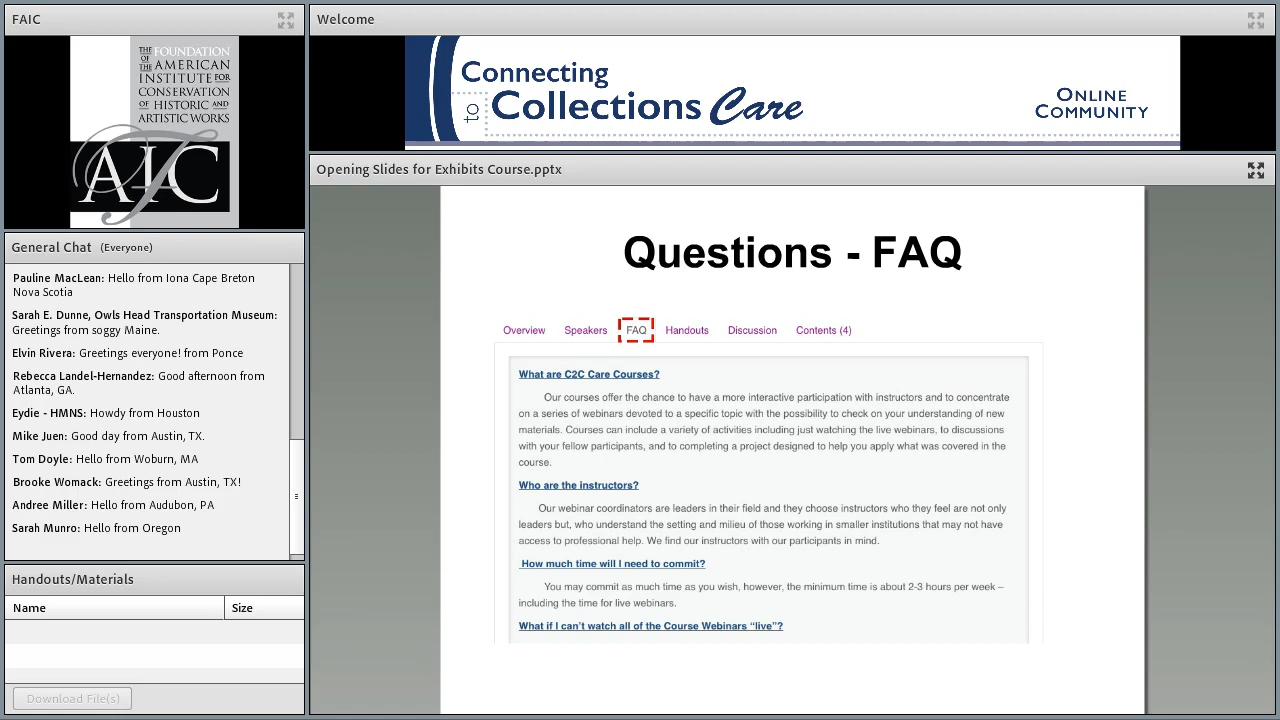 FAIC
THE FOUNDATION
OF THE AMERICAN
INSTITUTE FOR
CONSERVATION
OF HISTORIC AND
ARTISTIC WORKS
AIC
Welcome
Connecting
to Collections Care
ONLINE
COMMUNITY
General Chat (Everyone)
Pauline MacLean: Hello from Iona Cape Breton
Nova Scotia
Sarah E. Dunne, Owls Head Transportation Museum:
Greetings from soggy Maine.
Elvin Rivera: Greetings everyone! from Ponce
Rebecca Landel-Hernandez: Good afternoon from
Atlanta, GA.
Eydie - HMNS: Howdy from Houston
Mike Juen: Good day from Austin, TX.
Tom Doyle: Hello from Woburn, MA
Brooke Womack: Greetings from Austin, TX!
Andree Miller: Hello from Audubon, PA
Sarah Munro: Hello from Oregon
Handouts/Materials
Name Size
Download File(s)
Opening Slides for Exhibits Course.pptx
Questions - FAQ
Overview Speakers FAQ Handouts Discussion Contents (4)
What are C2C Care Courses?
Our courses offer the chance to have a more interactive participation with instructors and to concentrate
on a series of webinars devoted to a specific topic with the possibility to check on your understanding of new
materials. Courses can include a variety of activities including just watching the live webinars, to discussions
with your fellow participants, and to completing a project designed to help you apply what was covered in the
course.
Who are the instructors?
Our webinar coordinators are leaders in their field and they choose instructors who they feel are not only
leaders but, who understand the setting and milieu of those working in smaller institutions that may not have
access to professional help. We find our instructors with our participants in mind.
How much time will I need to commit?
You may commit as much time as you wish, however, the minimum time is about 2-3 hours per week –
including the time for live webinars.
What if I can't watch all of the Course Webinars “live”?